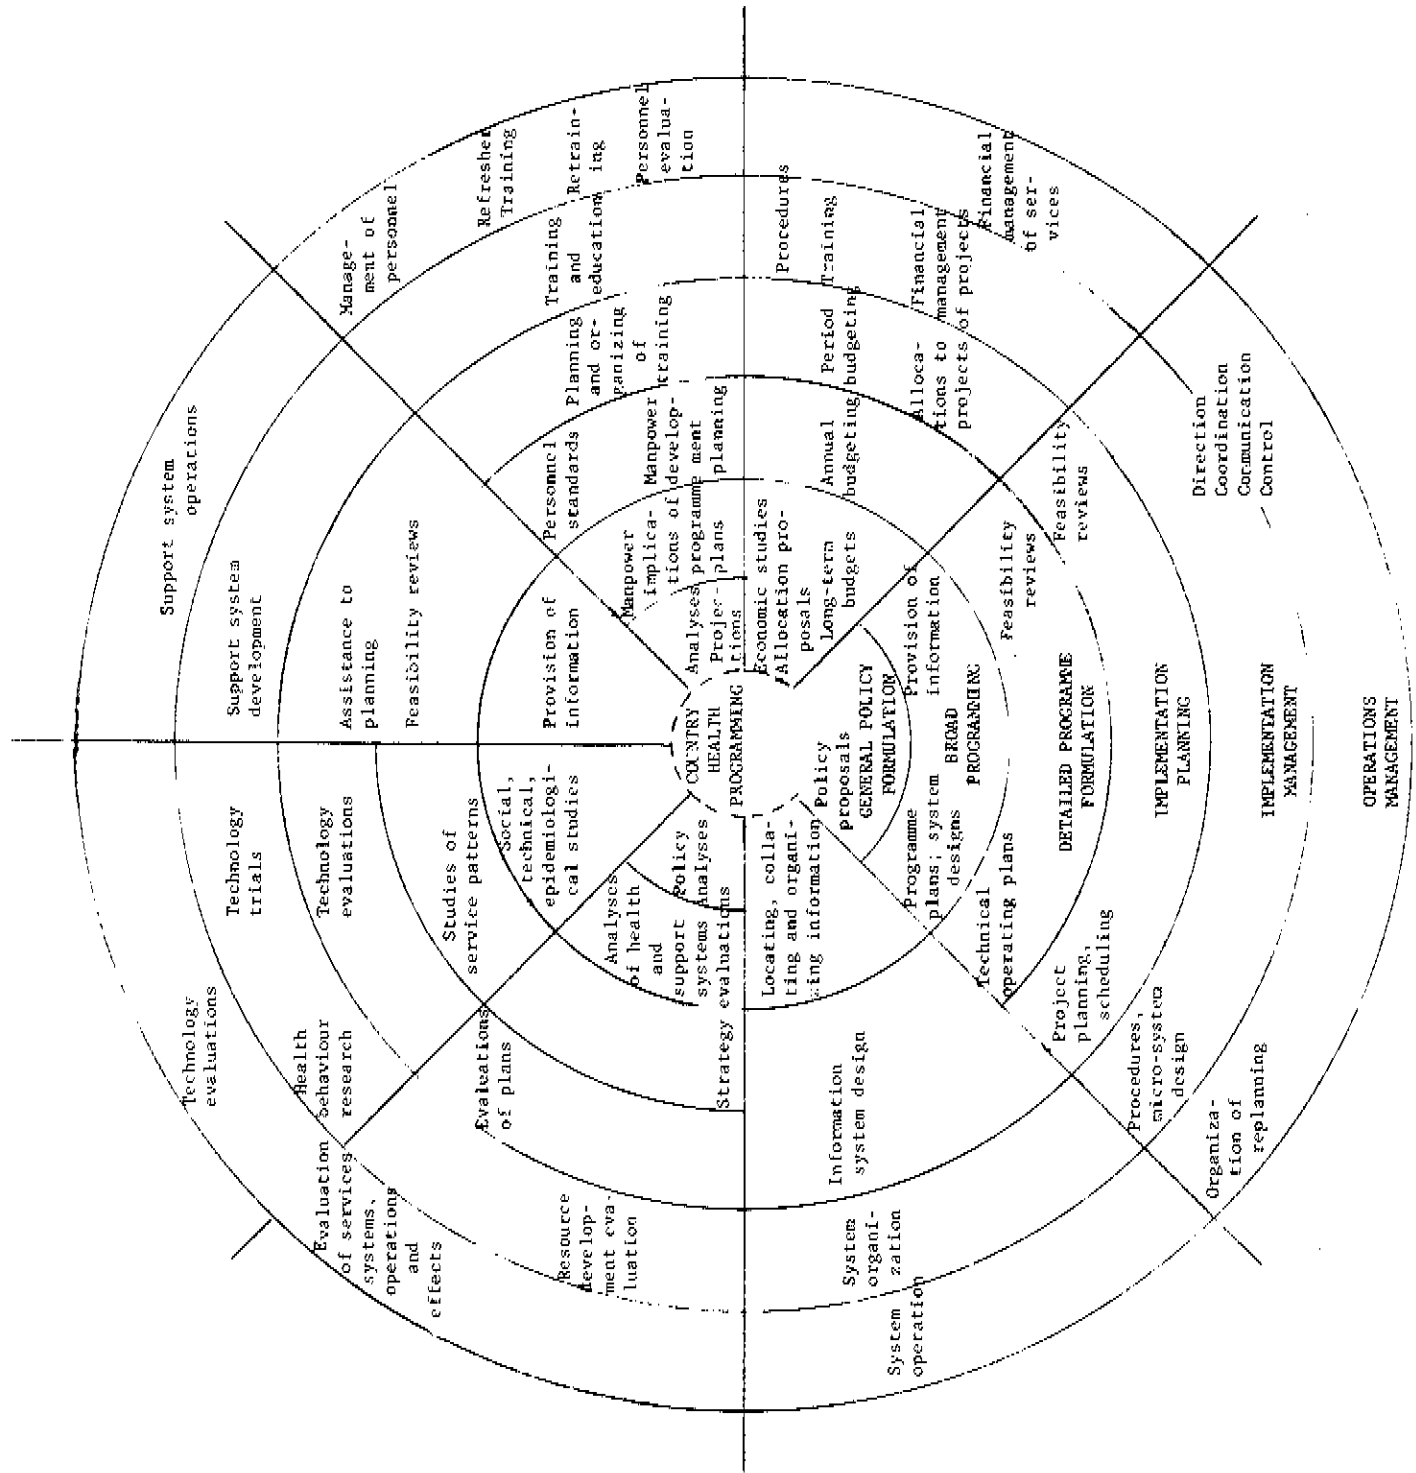 COUNTRY
HEALTH
PROGRAMMING
Policy
proposals
GENERAL POLICY
FORMULATION
Provision of
information
BROAD
PROGRAMMING
Programme
plans; system
designs
Feasibility
reviews
DETAILED PROGRAMME
FORMULATION
Technical
operating plans
Feasibility
reviews
IMPLEMENTATION
PLANNING
Project
planning,
scheduling
Direction
Coordination
Communication
Control
IMPLEMENTATION
MANAGEMENT
Procedures,
micro-system
design
OPERATIONS
MANAGEMENT
Organiza-
tion of
replanning
Economic studies
Allocation pro-
posals
Long-term
budgets
Annual
budgeting
Period
budgeting
Alloca-
tions to
projects
Procedures
Training
Financial
management
of projects
Financial
management
of ser-
vices
Analyses
Projec-
tions
Manpower
implica-
tions of
programme
plans
Personnel
standards
Manpower
develop-
ment
planning
Planning
and or-
ganizing
of
training
Training
and
education
Management of
personnel
Refresher
Training
Retrain-
ing
Personnel
evalua-
tion
Provision of
information
Assistance to
planning
Feasibility reviews
Support system
development
Support system
operations
Social,
technical,
epidemiologi-
cal studies
Studies of
service patterns
Technology
evaluations
Technology
trials
Health
behaviour
research
Technology
evaluations
Policy
Analyses
Analyses
of health
and
support
systems
Strategy evaluations
Evaluations
of plans
Resource
develop-
ment eva-
luation
Evaluation
of services
systems,
operations
and
effects
Locating, colla-
ting and organi-
zing information
Information
system design
System
organi-
zation
System
operation